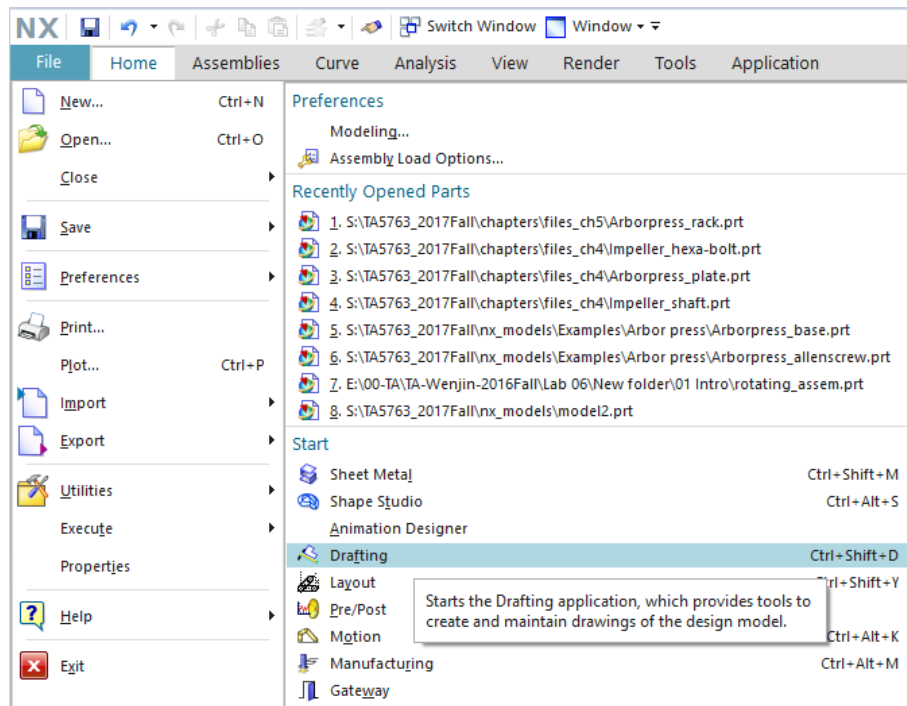 NX Switch Window Window
File Home Assemblies Curve Analysis View Render Tools Application
New... Ctrl+N
Open... Ctrl+O
Close
Save
Preferences
Print...
Plot... Ctrl+P
Import
Export
Utilities
Execute
Properties
Help
Exit
Preferences
Modeling...
Assembly Load Options...
Recently Opened Parts
1. S:\TA5763_2017Fall\chapters\files_ch5\Arborpress_rack.prt
2. S:\TA5763_2017Fall\chapters\files_ch4\Impeller_hexa-bolt.prt
3. S:\TA5763_2017Fall\chapters\files_ch4\Arborpress_plate.prt
4. S:\TA5763_2017Fall\chapters\files_ch4\Impeller_shaft.prt
5. S:\TA5763_2017Fall\nx_models\Examples\Arbor press\Arborpress_base.prt
6. S:\TA5763_2017Fall\nx_models\Examples\Arbor press\Arborpress_allenscrew.prt
7. E:\00-TA\TA-Wenjin-2016Fall\Lab 06\New folder\01 Intro\rotating_assem.prt
8. S:\TA5763_2017Fall\nx_models\model2.prt
Start
Sheet Metal Ctrl+Shift+M
Shape Studio Ctrl+Alt+S
Animation Designer
Drafting Ctrl+Shift+D
Layout Ctrl+Shift+Y
Pre/Post
Starts the Drafting application, which provides tools to
create and maintain drawings of the design model.
Motion Ctrl+Alt+K
Manufacturing Ctrl+Alt+M
Gateway